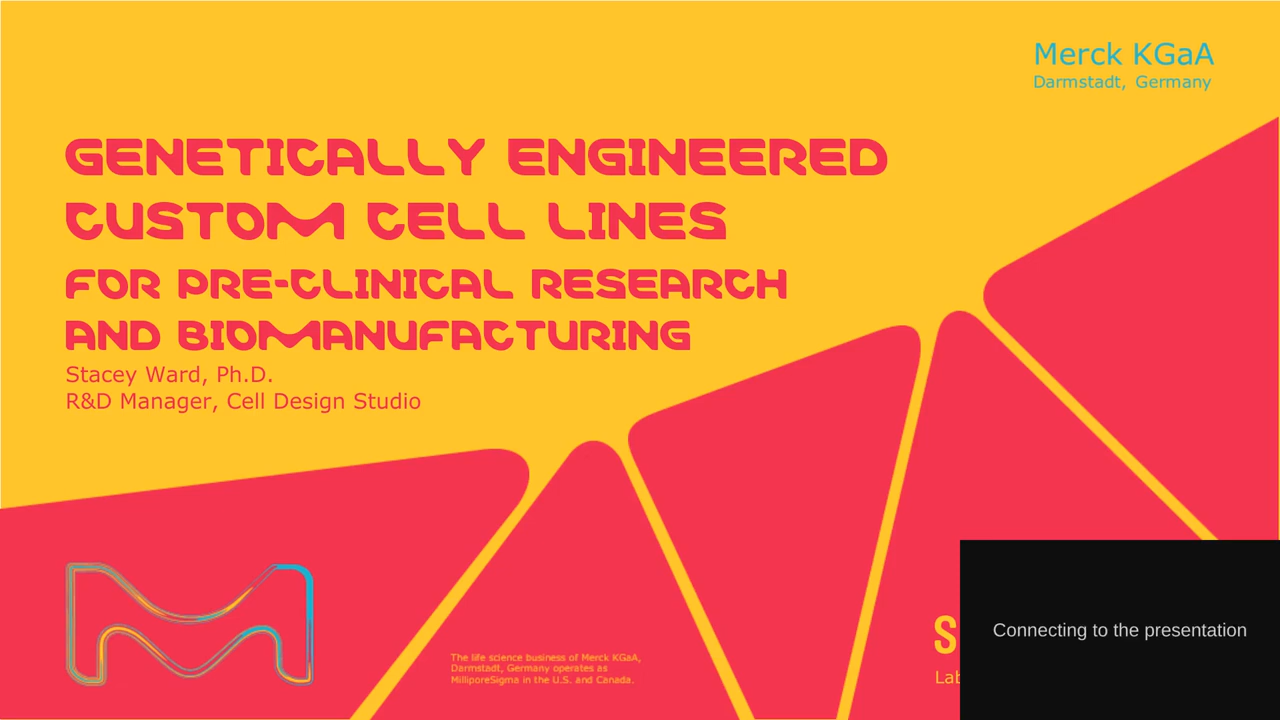 Merck KGaA
Darmstadt, Germany
GENETICALLY ENGINEERED
CUSTOM CELL LINES
FOR PRE-CLINICAL RESEARCH
AND BIOMANUFACTURING
Stacey Ward, Ph.D.
R&D Manager, Cell Design Studio
The life science business of Merck KGaA,
Darmstadt, Germany operates as
MilliporeSigma in the U.S. and Canada.
Connecting to the presentation